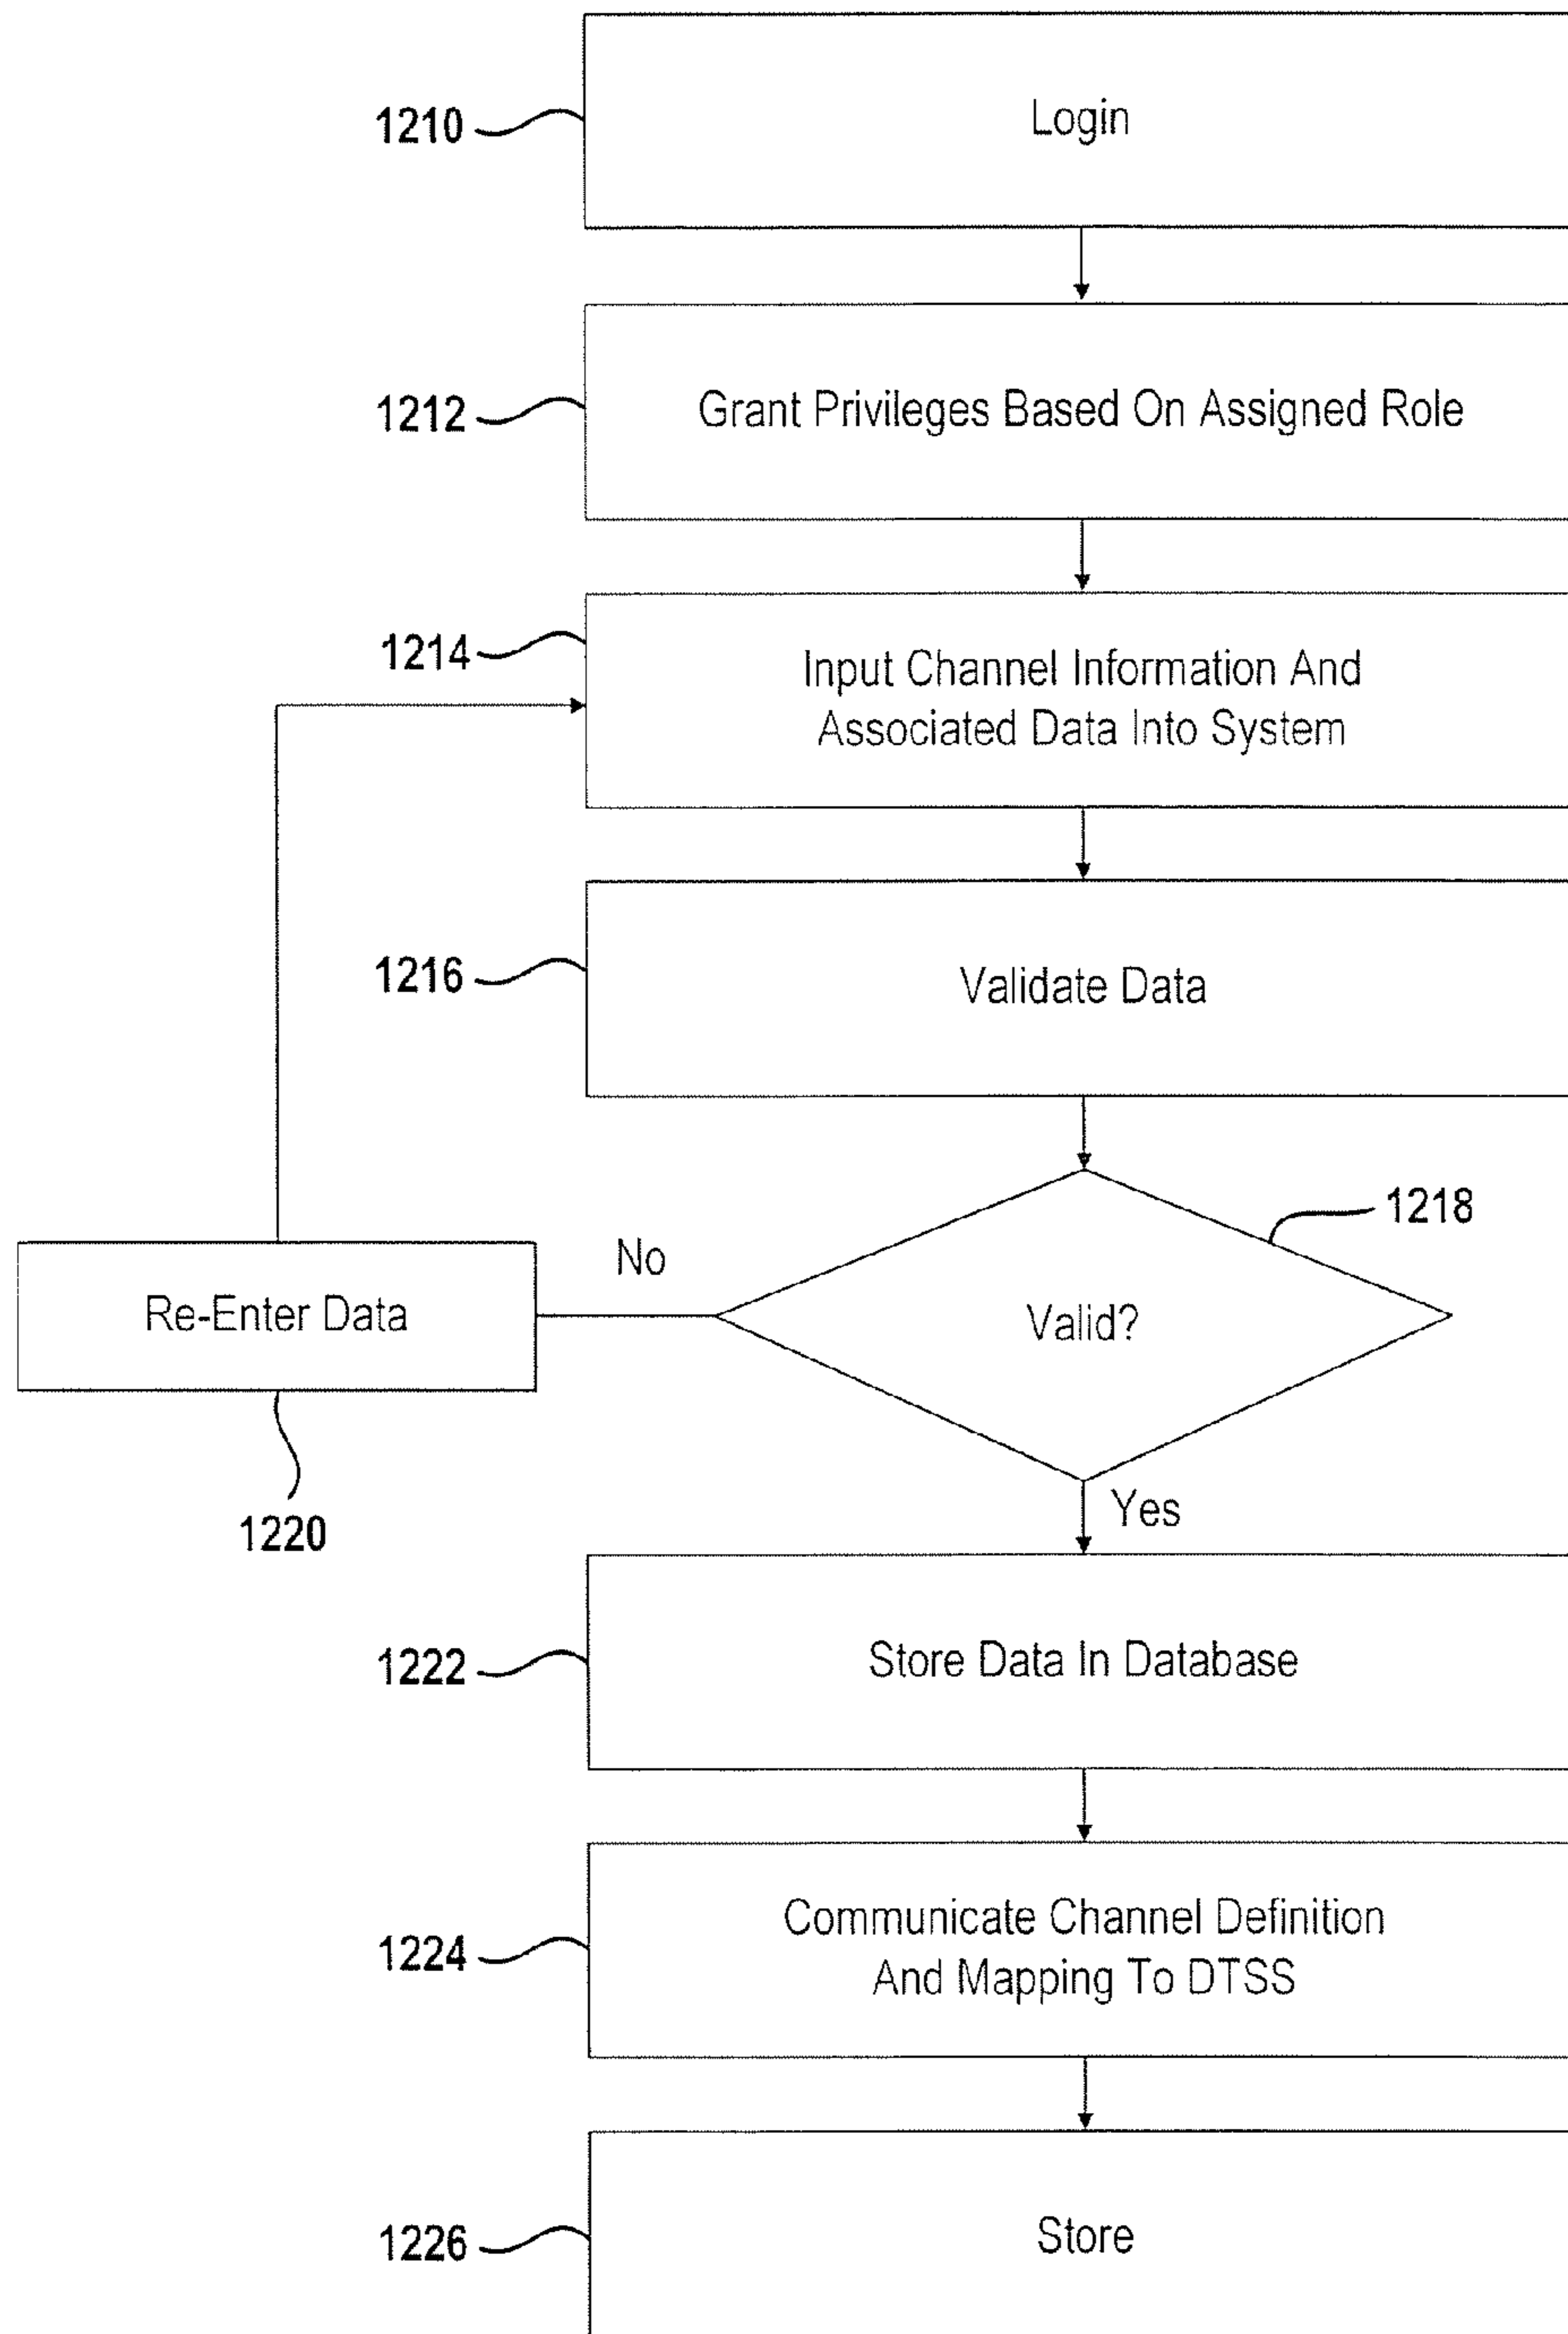 1210
Login
1212
Grant Privileges Based On Assigned Role
1214
Input Channel Information And
Associated Data Into System
1216
Validate Data
1218
Valid?
No
Re-Enter Data
1220
Yes
1222
Store Data In Database
1224
Communicate Channel Definition
And Mapping To DTSS
1226
Store